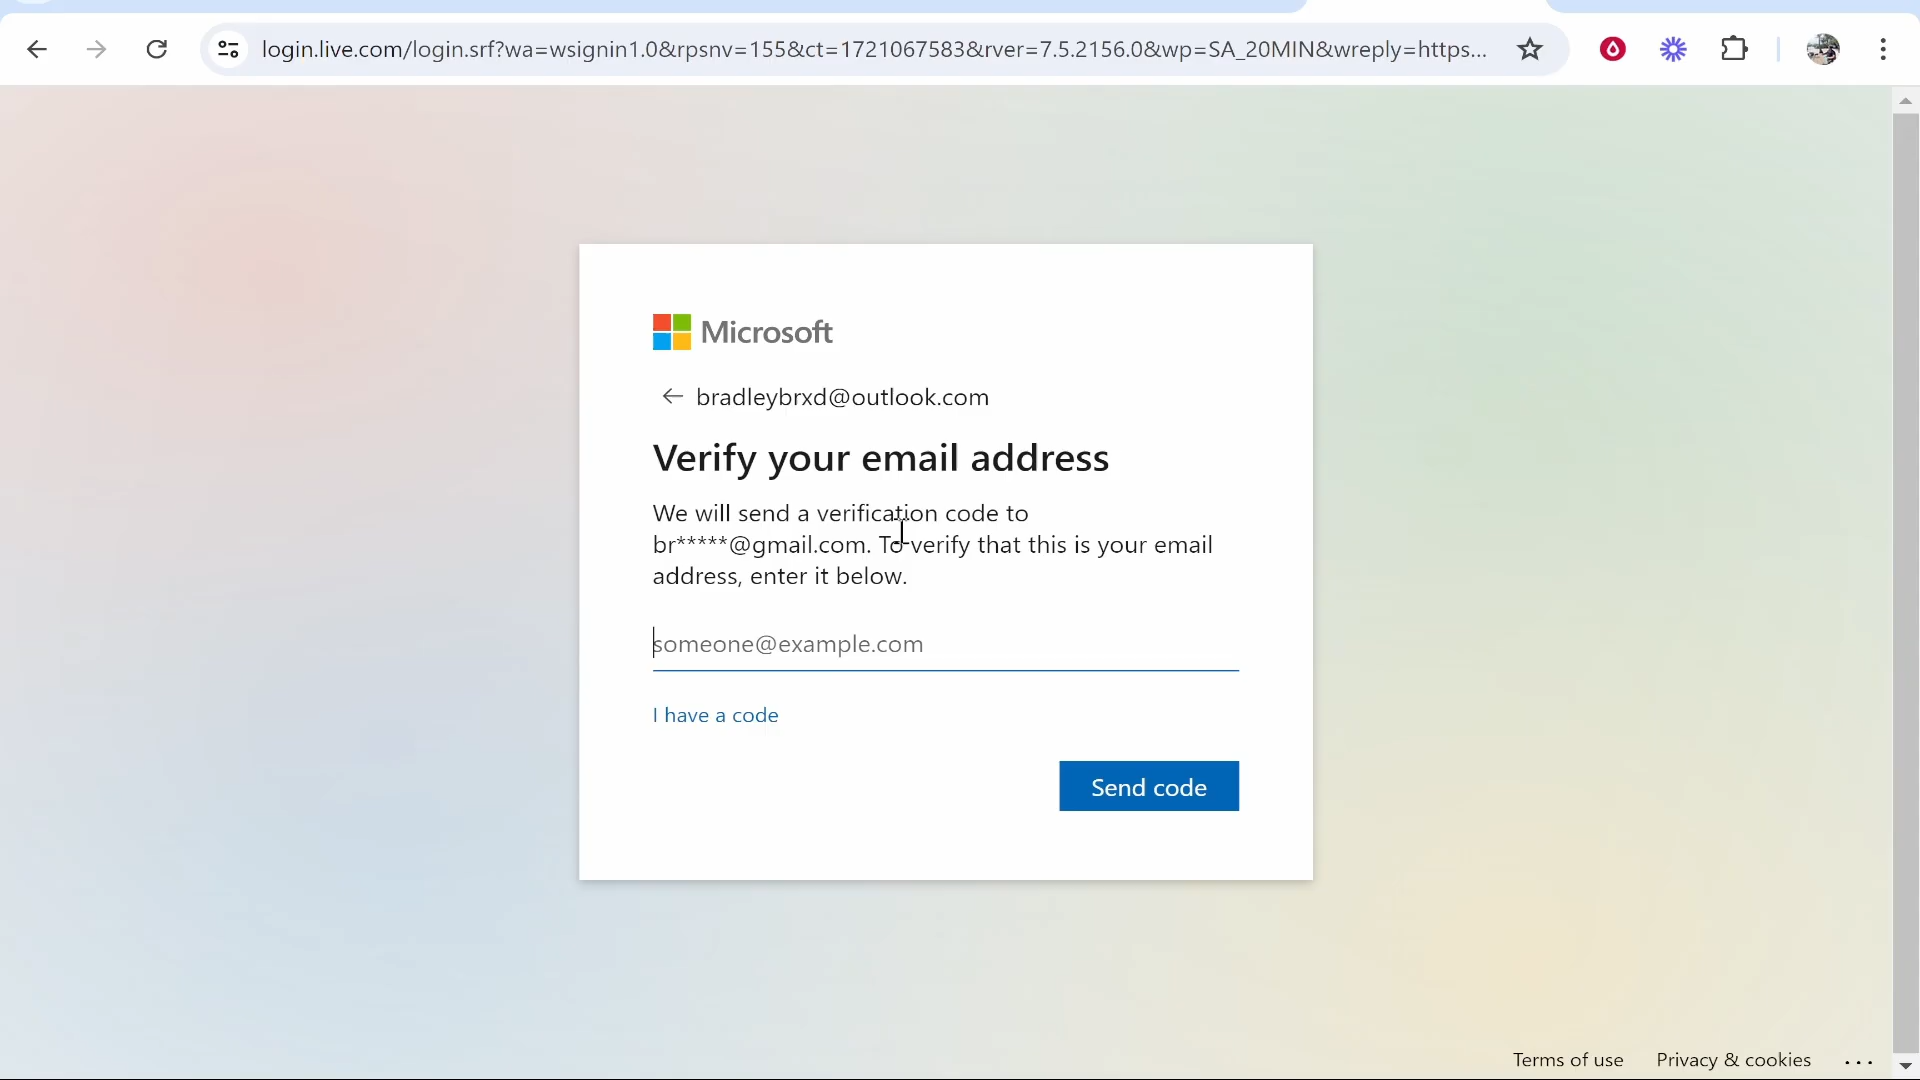 login.live.com/login.srf?wa=wsignin1.0&rpsnv=155&ct=1721067583&rver=7.5.2156.0&wp=SA_20MIN&wreply=https...
Microsoft
bradleybrxd@outlook.com
Verify your email address
We will send a verification code to
br*****@gmail.com. To verify that this is your email
address, enter it below.
someone@example.com
I have a code
Send code
Terms of use Privacy & cookies ...